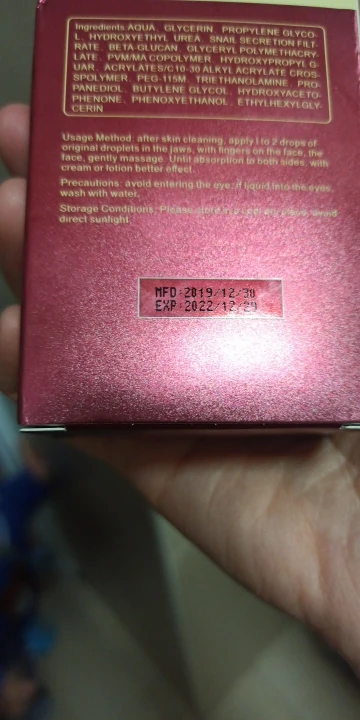 Ingredients AQUA , GLYCERIN , PROPYLENE GLYCO-
L , HYDROXYETHYL UREA , SNAIL SECRETION FILT-
RATE , BETA-GLUCAN , GLYCERYL POLYMETHACRY-
LATE , PVM/MA COPOLYMER , HYDROXYPROPYL G-
UAR , ACRYLATES/C10-30 ALKYL ACRYLATE CROS-
SPOLYMER , PEG-115M , TRIETHANOLAMINE , PRO-
PANEDIOL , BUTYLENE GLYCOL , HYDROXYACETO-
PHENONE , PHENOXYETHANOL , ETHYLHEXYLGLY-
CERIN
Usage Method: after skin cleaning, apply 1 to 2 drops of
original droplets in the jaws, with fingers on the face, the
face, gently massage. Until absorption to both sides, with
cream or lotion better effect.
Precautions: avoid entering the eye; if liquid into the eyes,
wash with water.
Storage Conditions: Please store in a cool dry place, avoid
direct sunlight
MFD:2019/12/30
EXP:2022/12/29